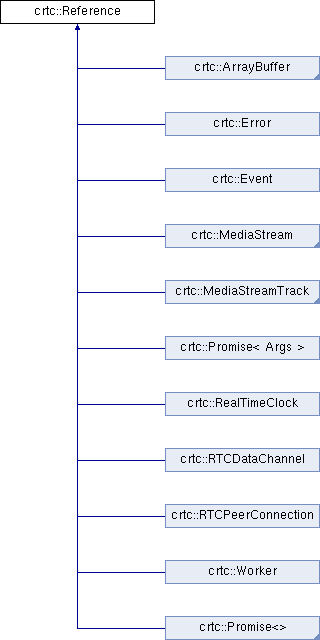 crtc::Reference
crtc::ArrayBuffer
crtc::Error
crtc::Event
crtc::MediaStream
crtc::MediaStreamTrack
crtc::Promise< Args >
crtc::RealTimeClock
crtc::RTCDataChannel
crtc::RTCPeerConnection
crtc::Worker
crtc::Promise<>